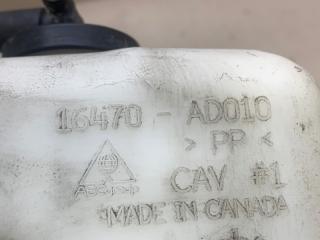 16470 - AD010
> PP <
CAV #1
MADE IN CANADA